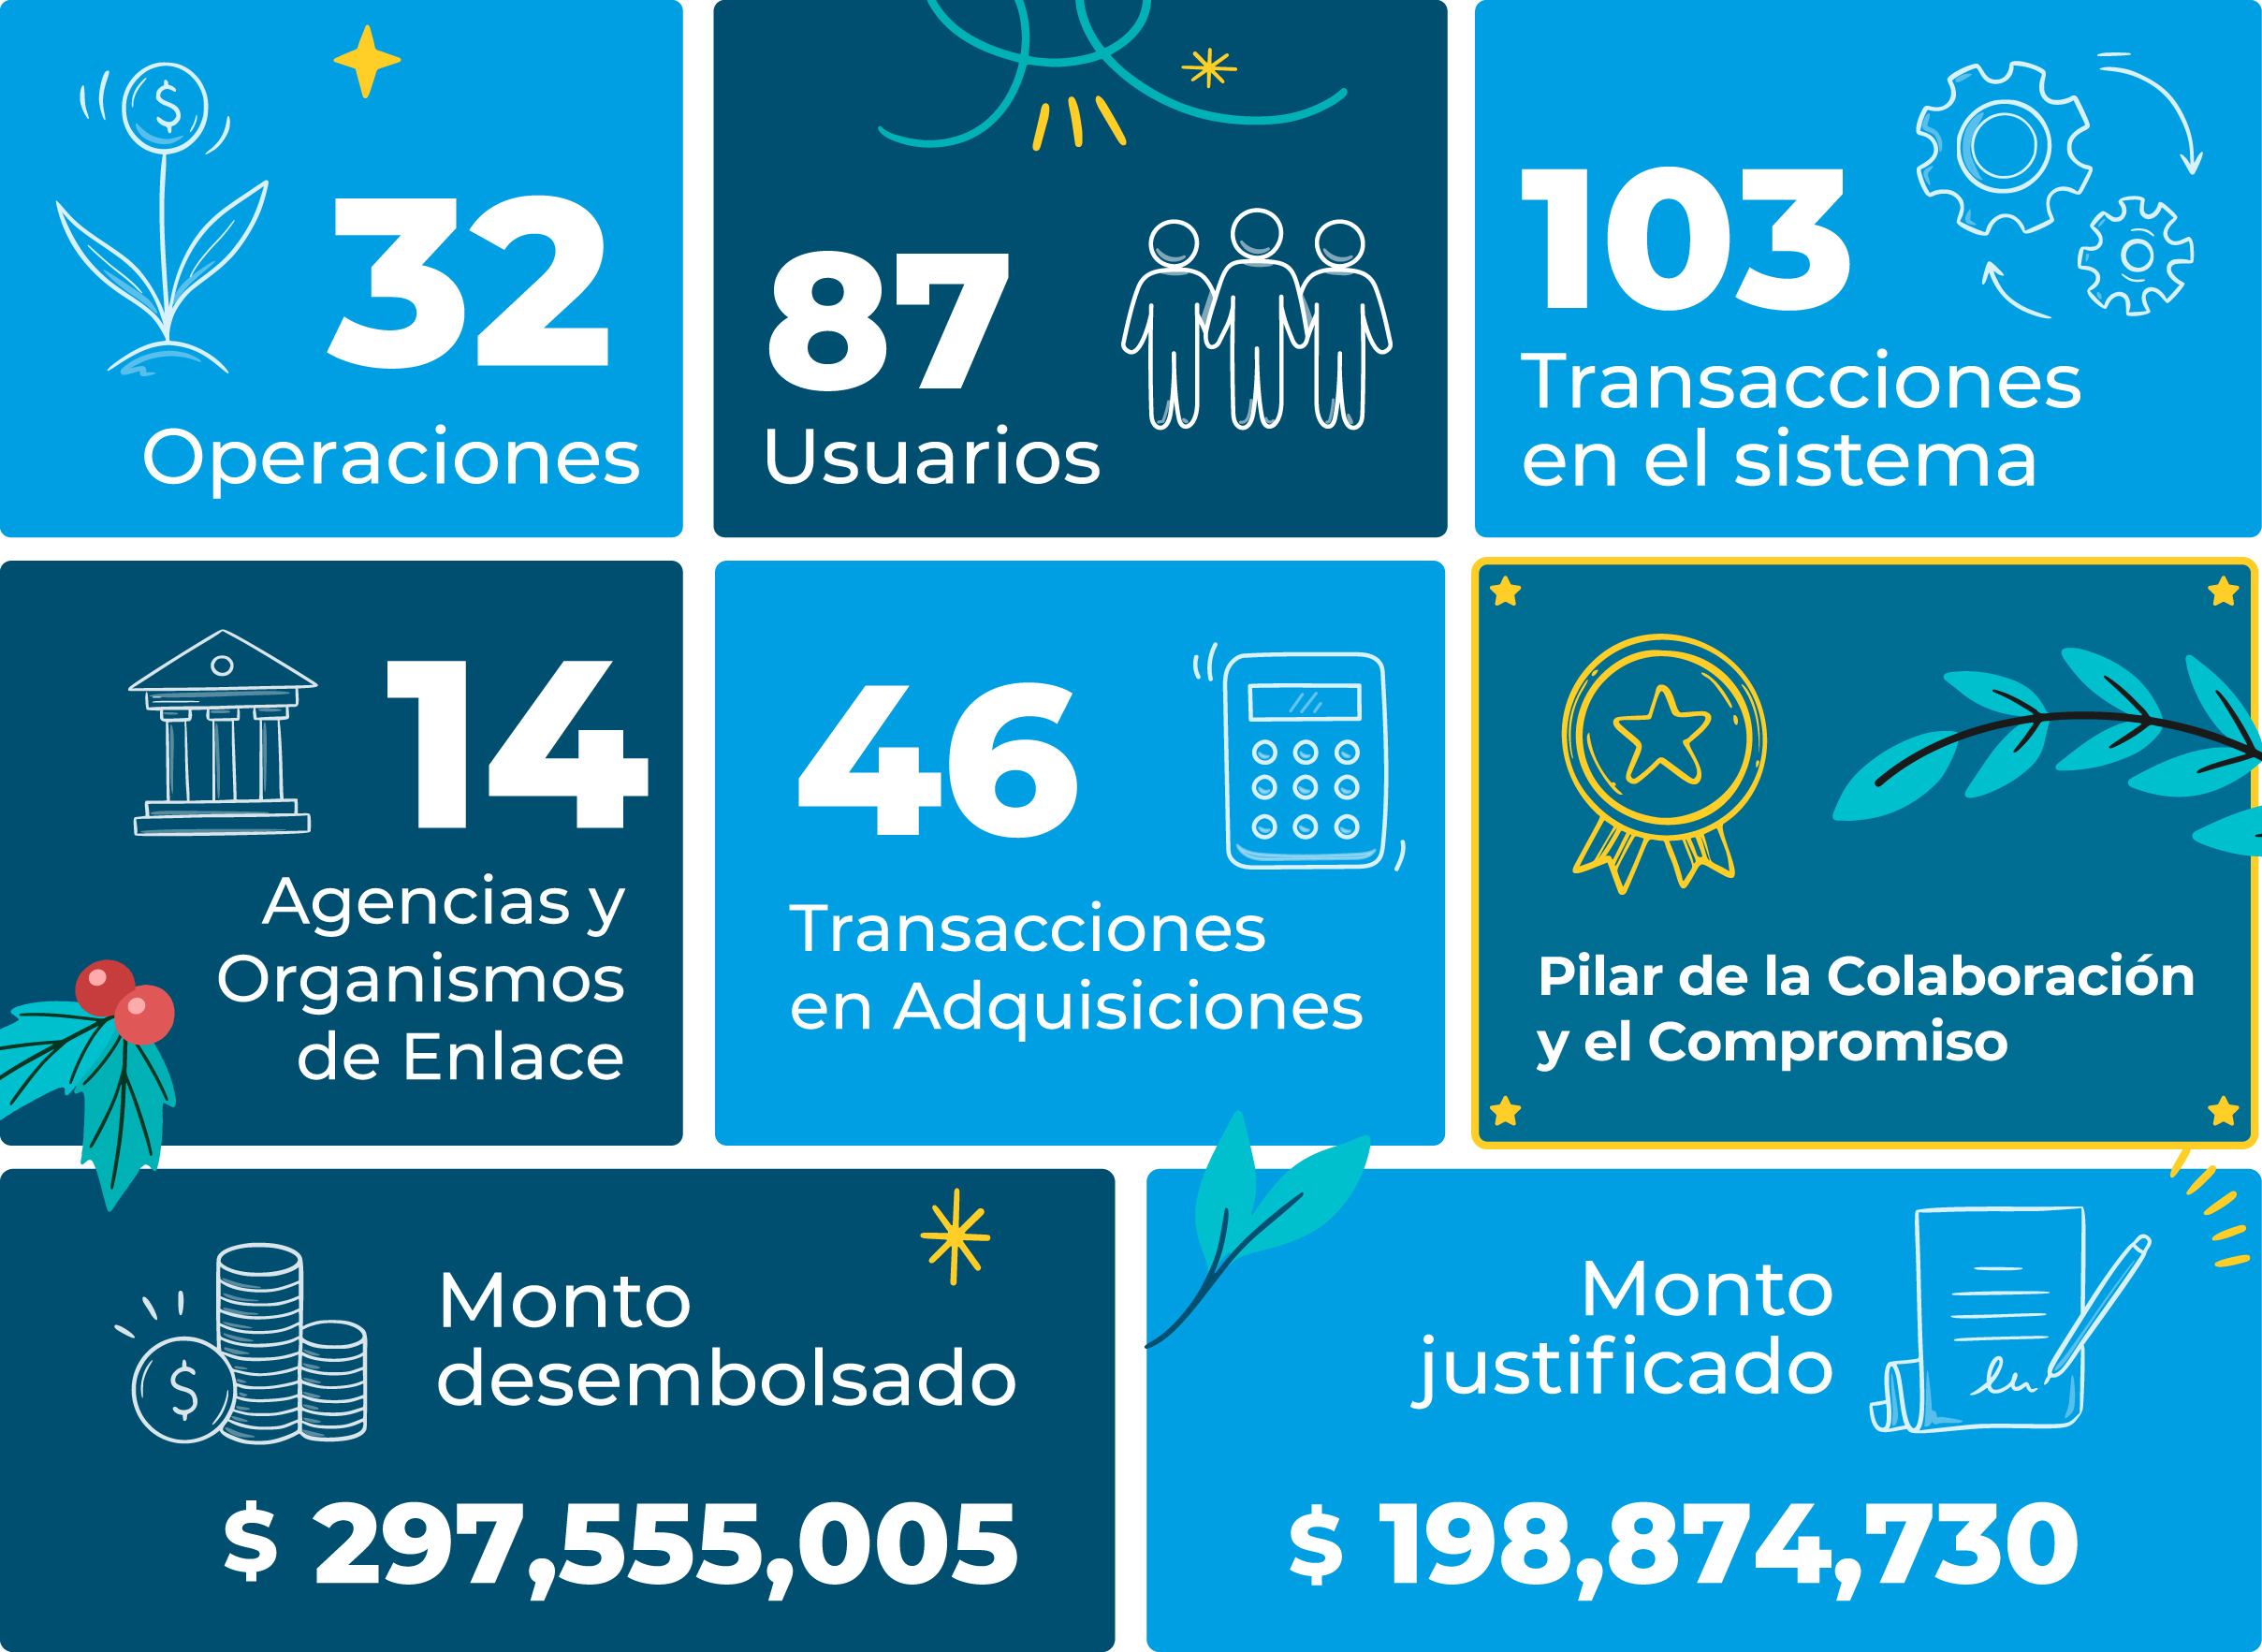 32
Operaciones
87
Usuarios
103
Transacciones
en el sistema
14
Agencias y
Organismos
de Enlace
46
Transacciones
en Adquisiciones
Pilar de la Colaboración
y el Compromiso
Monto
desembolsado
$ 297,555,005
Monto
justificado
$ 198,874,730